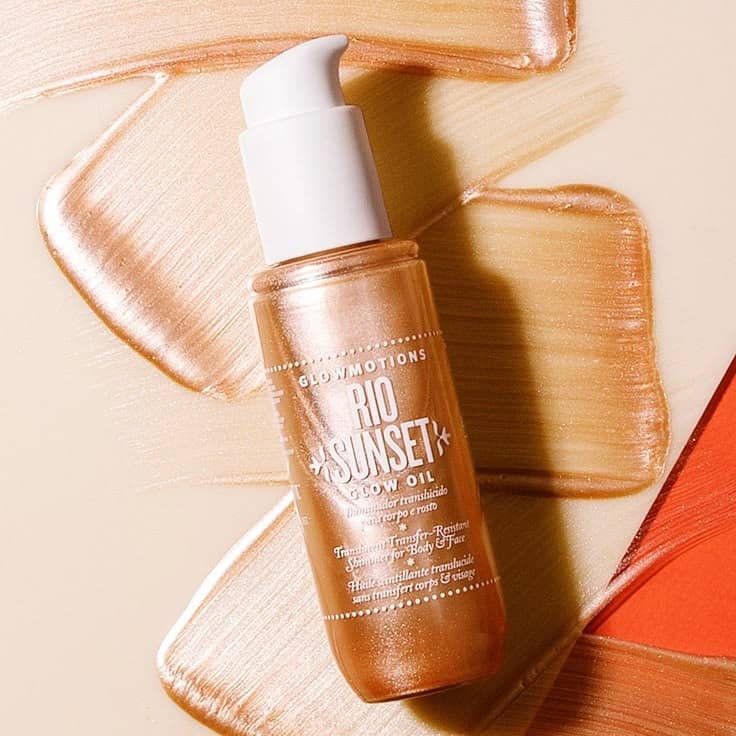 GLOWMOTIONS
RIO
SUNSET
GLOW OIL
Iluminador translúcido
para corpo e rosto
Translucent Transfer-Resistant
Shimmer for Body & Face
Huile scintillante translucide
sans transfert corps & visage